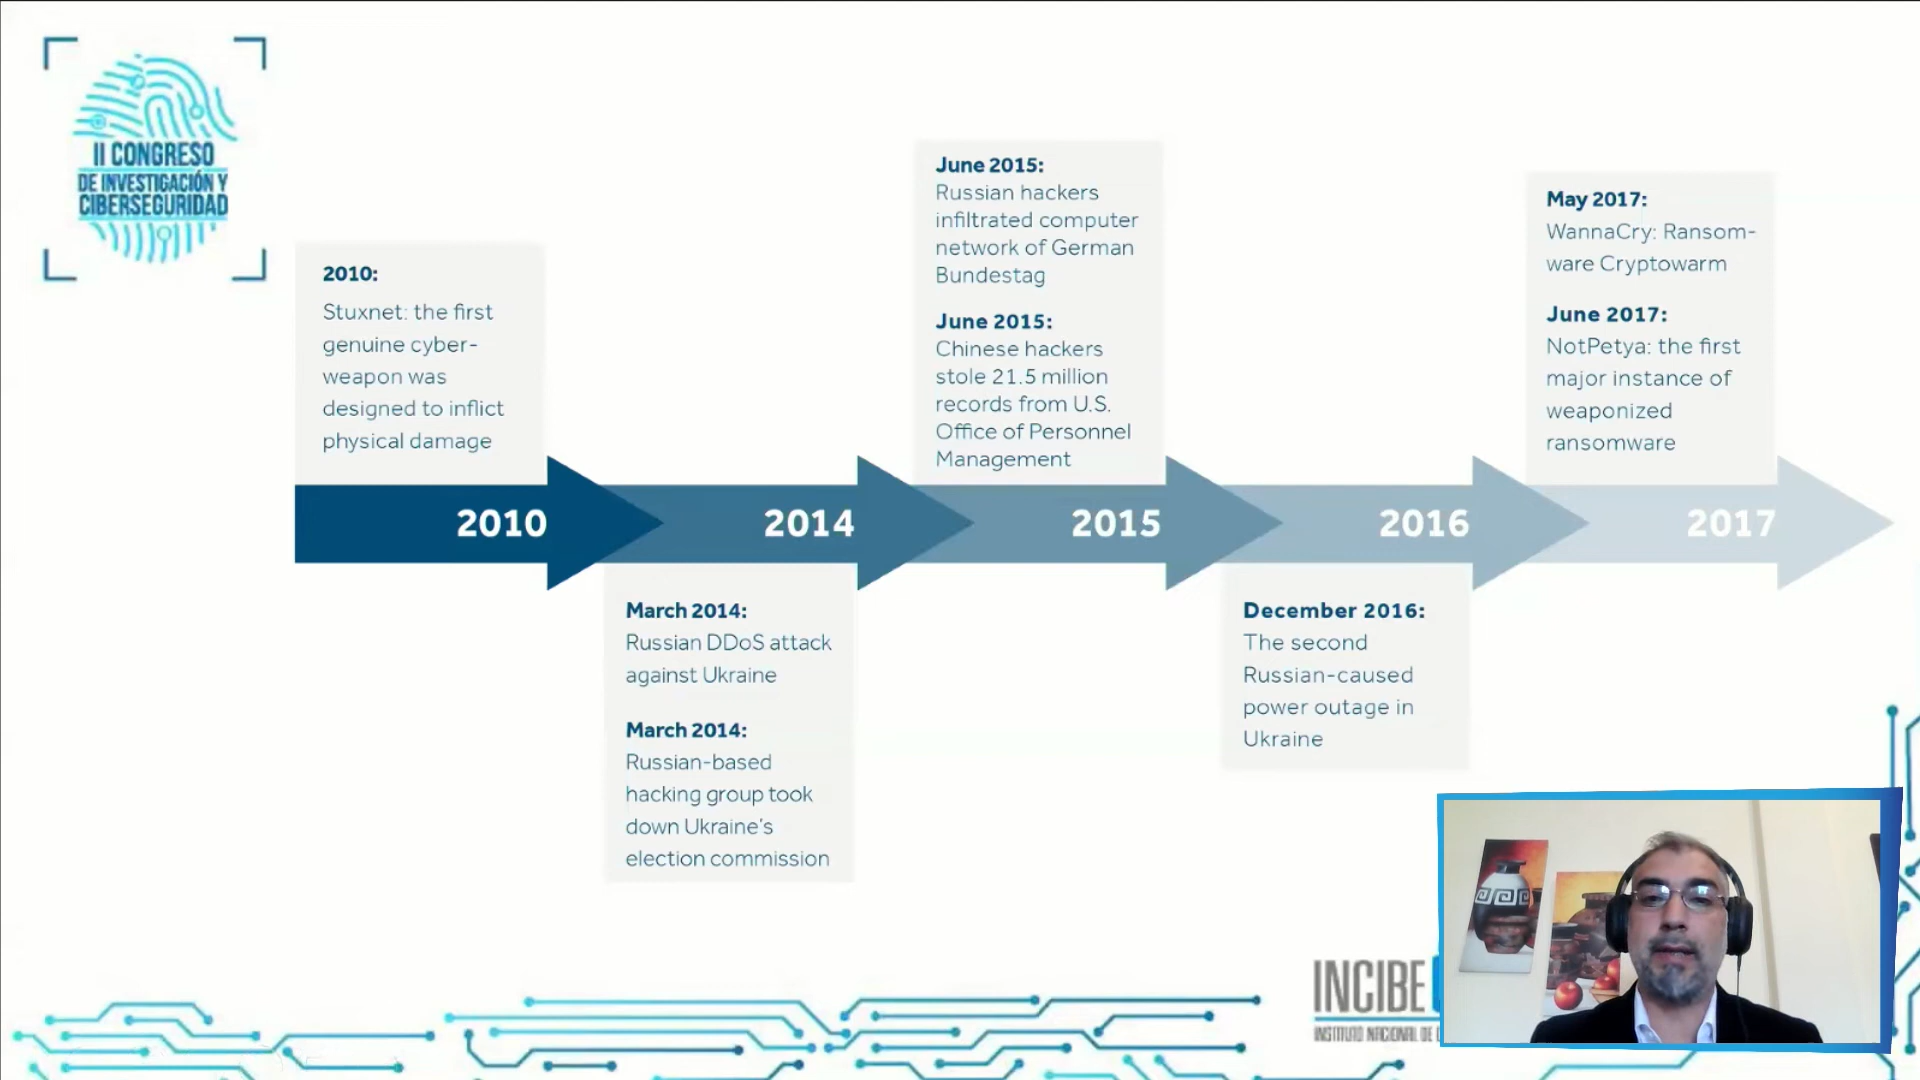 II CONGRESO
DE INVESTIGACIÓN Y
CIBERSEGURIDAD
2010:
Stuxnet: the first
genuine cyber-
weapon was
designed to inflict
physical damage
June 2015:
Russian hackers
infiltrated computer
network of German
Bundestag
June 2015:
Chinese hackers
stole 21.5 million
records from U.S.
Office of Personnel
Management
May 2017:
WannaCry: Ransom-
ware Cryptowarm
June 2017:
NotPetya: the first
major instance of
weaponized
ransomware
2010
2014
2015
2016
2017
March 2014:
Russian DDoS attack
against Ukraine
March 2014:
Russian-based
hacking group took
down Ukraine's
election commission
December 2016:
The second
Russian-caused
power outage in
Ukraine
INCIBE
INSTITUTO NACIONAL DE